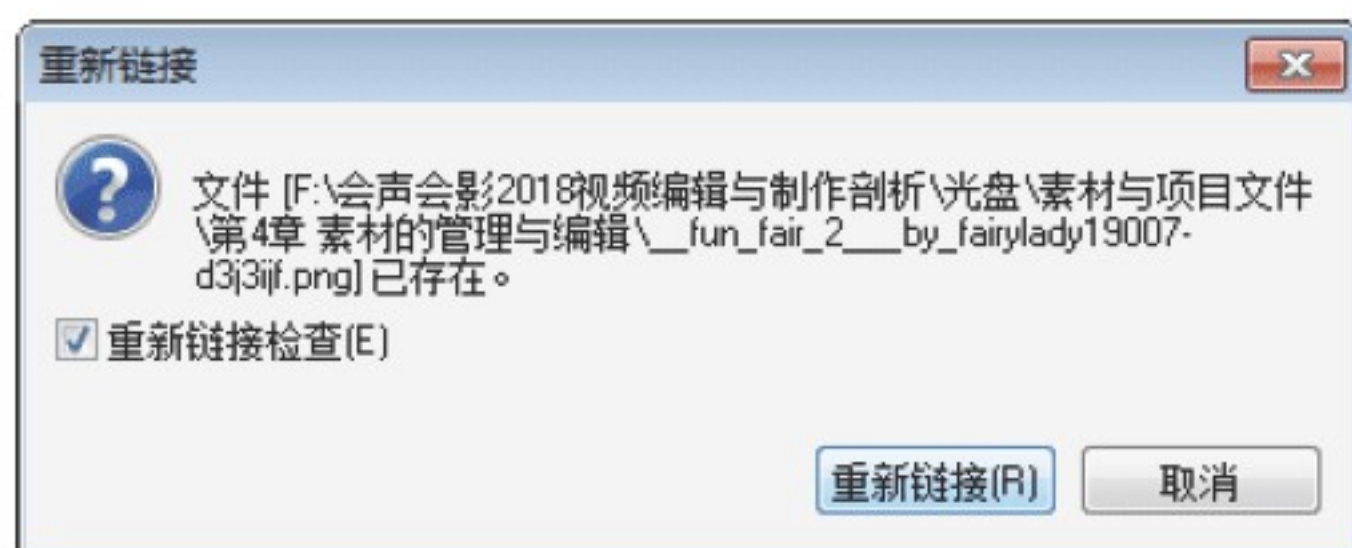 重新链接
文件 [F:\会声会影2018视频编辑与制作剖析\光盘\素材与项目文件
\第4章 素材的管理与编辑\__fun_fair_2___by_fairylady19007-
d3j3ijf.png] 已存在。
重新链接检查(E)
重新链接(R) 取消